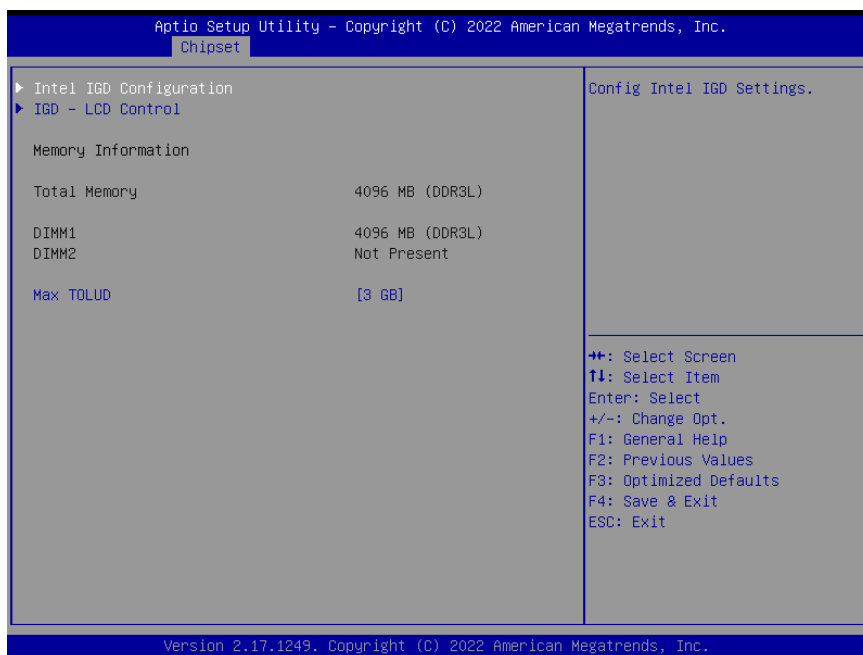 Aptio Setup Utility – Copyright (C) 2022 American Megatrends, Inc.
Chipset
▶ Intel IGD Configuration
▶ IGD – LCD Control
Memory Information
Total Memory 4096 MB (DDR3L)
DIMM1 4096 MB (DDR3L)
DIMM2 Not Present
Max TOLUD [3 GB]
Config Intel IGD Settings.
→←: Select Screen
↑↓: Select Item
Enter: Select
+/-: Change Opt.
F1: General Help
F2: Previous Values
F3: Optimized Defaults
F4: Save & Exit
ESC: Exit
Version 2.17.1249. Copyright (C) 2022 American Megatrends, Inc.